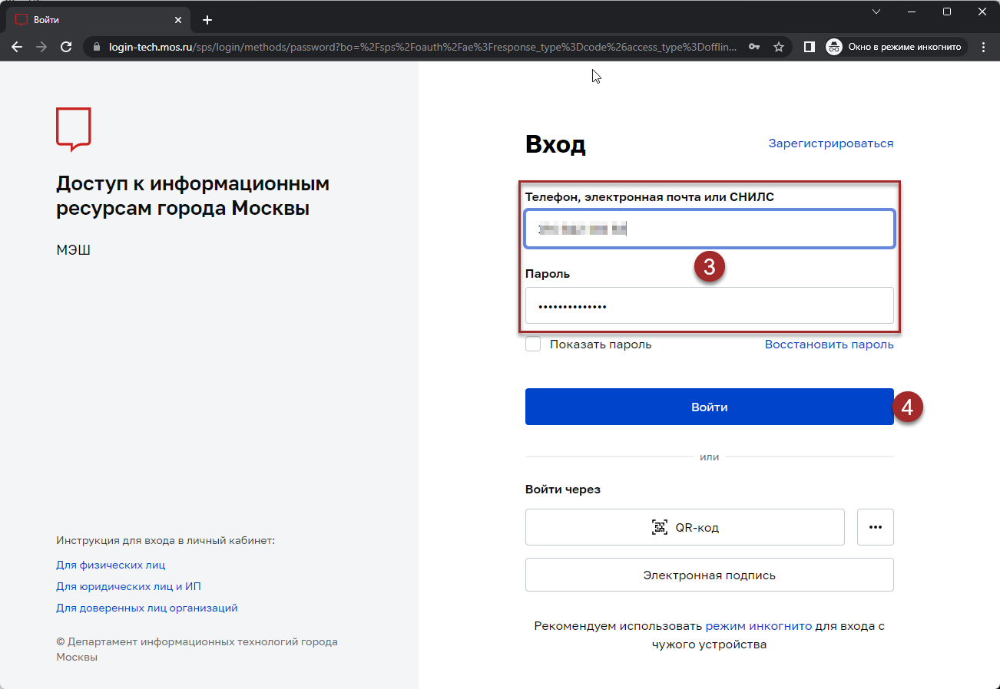 Войти
login-tech.mos.ru/sps/login/methods/password?bo=%2Fsps%2Foauth%2Fae%3Fresponse_type%3Dcode%26access_type%3Dofflin...
Окно в режиме инкогнито
Доступ к информационным
ресурсам города Москвы
МЭШ
Инструкция для входа в личный кабинет:
Для физических лиц
Для юридических лиц и ИП
Для доверенных лиц организаций
© Департамент информационных технологий города
Москвы
Вход
Зарегистрироваться
Телефон, электронная почта или СНИЛС
3
Пароль
••••••••••••••
Показать пароль
Восстановить пароль
Войти
4
или
Войти через
QR-код
Электронная подпись
Рекомендуем использовать режим инкогнито для входа с
чужого устройства